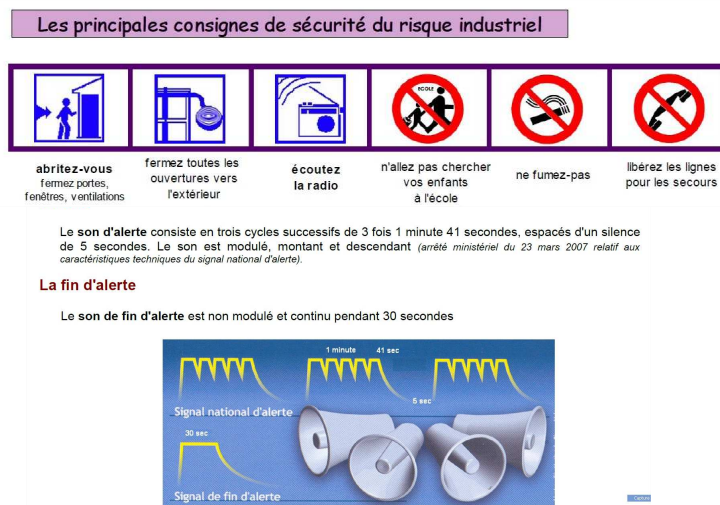 Les principales consignes de sécurité du risque industriel
ECOLE
abritez-vous
fermez portes,
fenêtres, ventilations
fermez toutes les
ouvertures vers
l'extérieur
écoutez
la radio
n'allez pas chercher
vos enfants
à l'école
ne fumez-pas
libérez les lignes
pour les secours
Le son d'alerte consiste en trois cycles successifs de 3 fois 1 minute 41 secondes, espacés d'un silence
de 5 secondes. Le son est modulé, montant et descendant (arrêté ministériel du 23 mars 2007 relatif aux
caractéristiques techniques du signal national d'alerte).
La fin d'alerte
Le son de fin d'alerte est non modulé et continu pendant 30 secondes
1 minute 41 sec
5 sec
Signal national d'alerte
30 sec
Signal de fin d'alerte
Capture